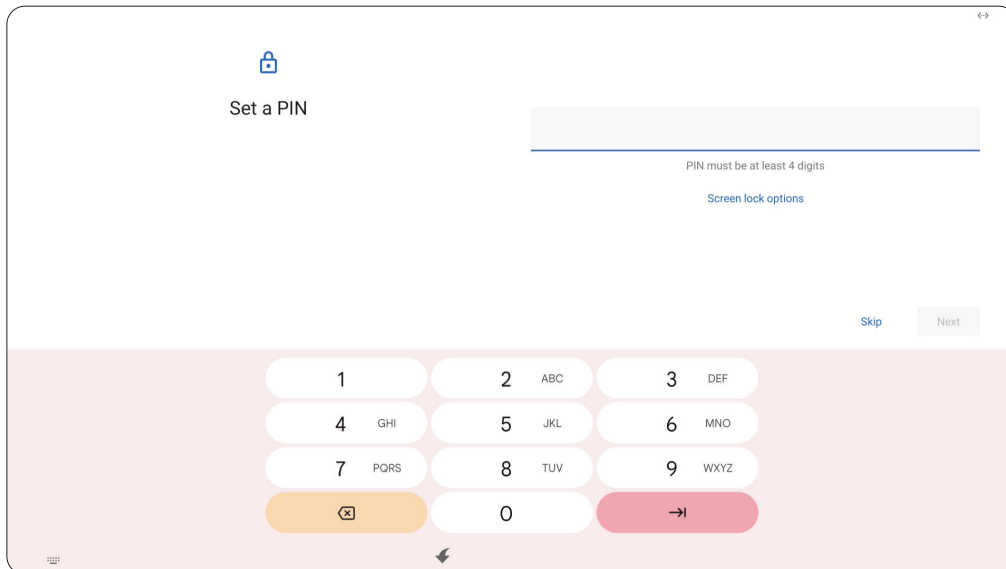 Set a PIN
PIN must be at least 4 digits
Screen lock options
Skip Next
1 2 ABC 3 DEF
4 GHI 5 JKL 6 MNO
7 PQRS 8 TUV 9 WXYZ
0